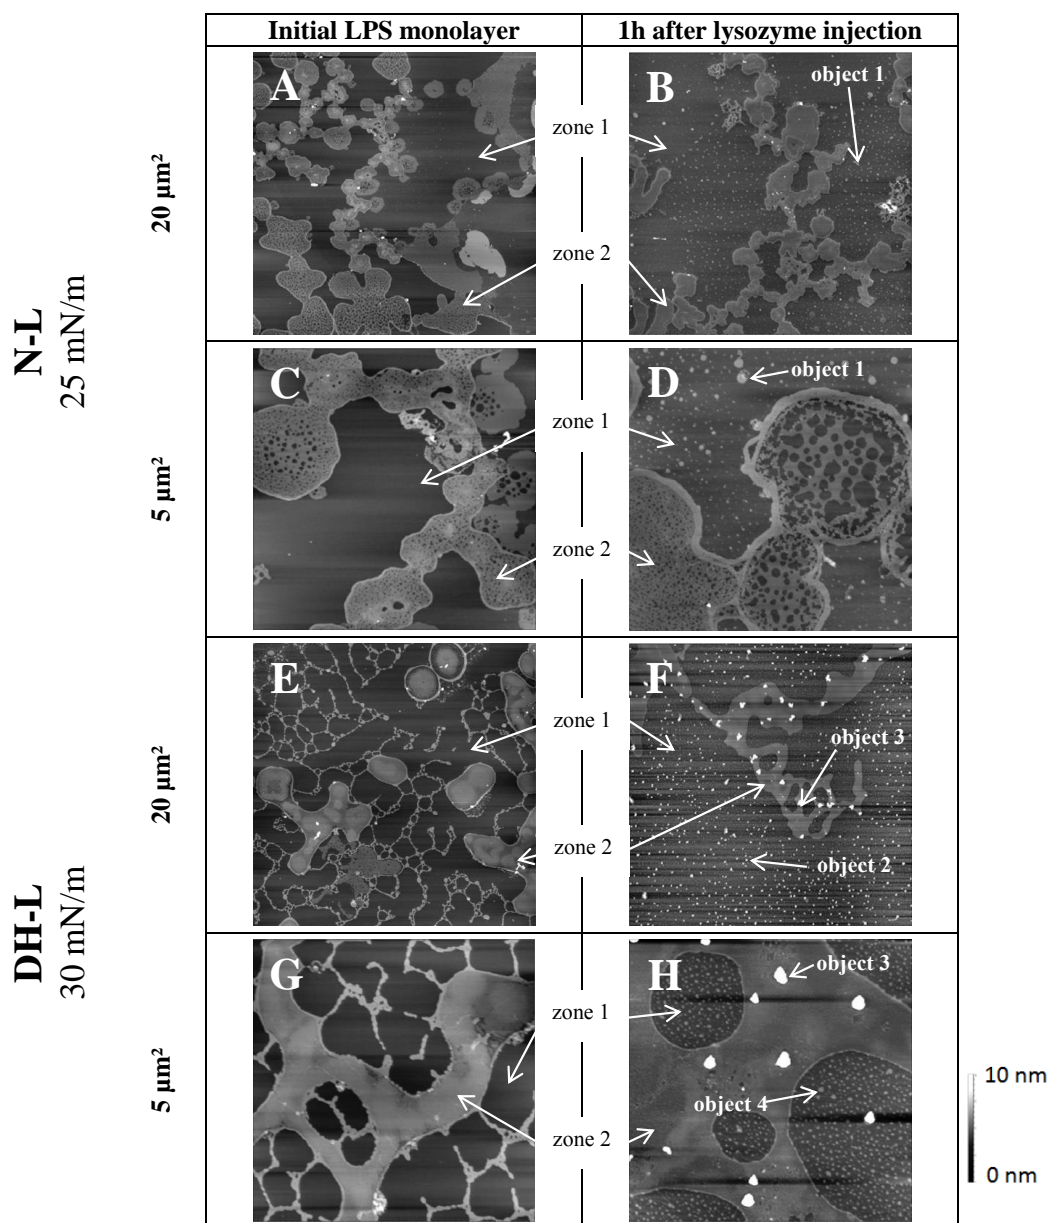 Initial LPS monolayer
1h after lysozyme injection
N-L
25 mN/m
20 µm²
A
B
object 1
zone 1
zone 2
5 µm²
C
D
object 1
zone 1
zone 2
DH-L
30 mN/m
20 µm²
E
F
zone 1
object 3
zone 2
object 2
5 µm²
G
H
object 3
zone 1
object 4
zone 2
10 nm
0 nm